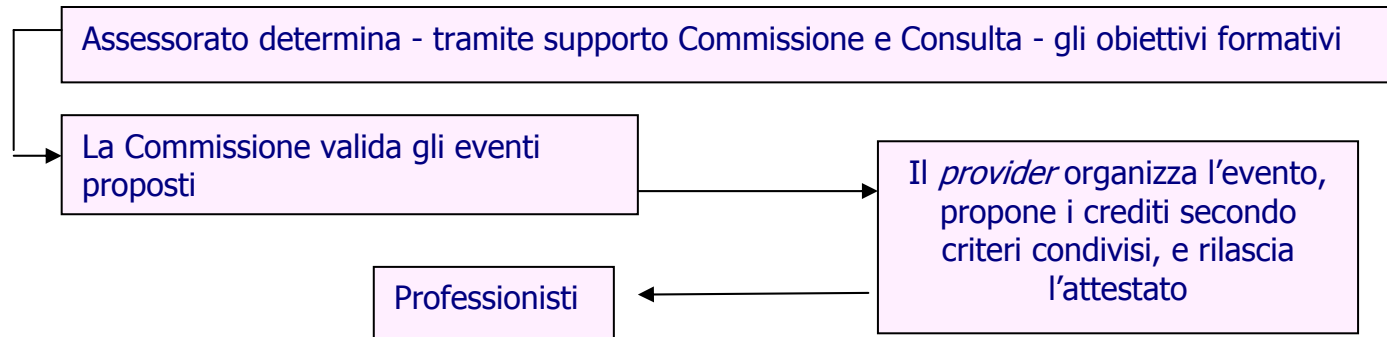 Assessorato determina - tramite supporto Commissione e Consulta - gli obiettivi formativi
La Commissione valida gli eventi
proposti
Il provider organizza l’evento,
propone i crediti secondo
criteri condivisi, e rilascia
l’attestato
Professionisti